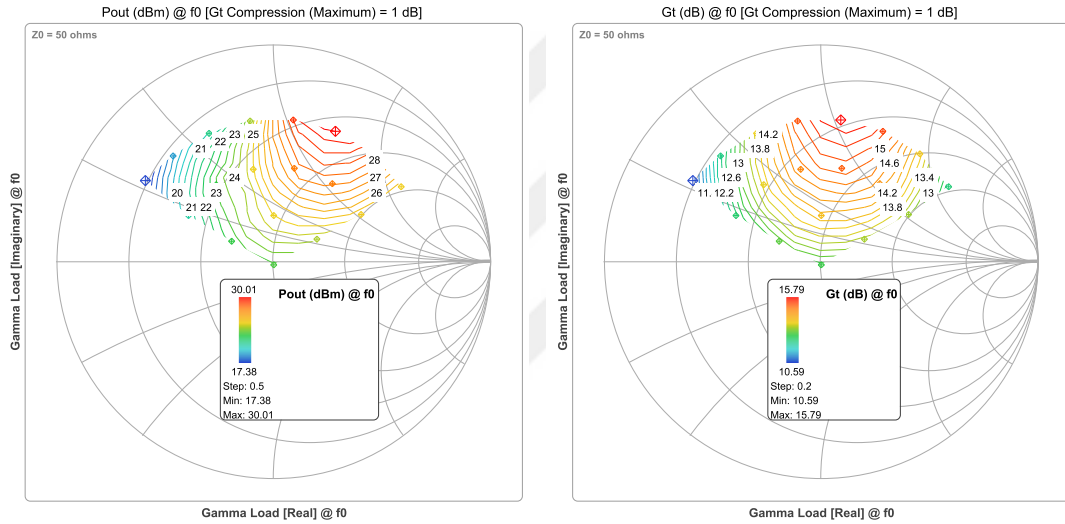 Pout (dBm) @ f0 [Gt Compression (Maximum) = 1 dB]
Z0 = 50 ohms
23 25
22
21
28
24
27
20
23
26
21 22
30.01
Pout (dBm) @ f0
17.38
Step: 0.5
Min: 17.38
Max: 30.01
Gamma Load [Imaginary] @ f0
Gamma Load [Real] @ f0
Gt (dB) @ f0 [Gt Compression (Maximum) = 1 dB]
Z0 = 50 ohms
14.2
13.8
15
13
14.6
12.6
13.4
11. 12.2
14.2
13
13.8
15.79
Gt (dB) @ f0
10.59
Step: 0.2
Min: 10.59
Max: 15.79
Gamma Load [Imaginary] @ f0
Gamma Load [Real] @ f0